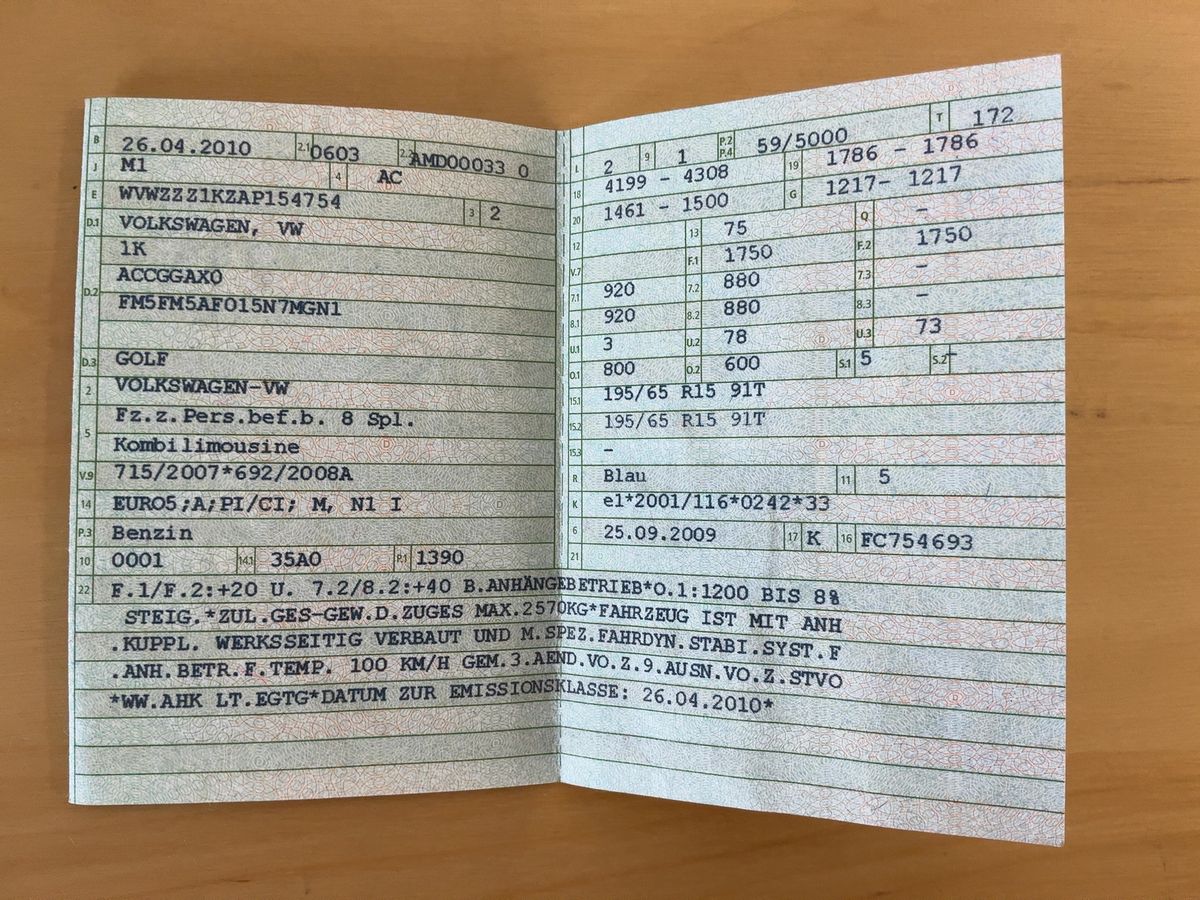 B 26.04.2010 2.1 0603 2.2 AMD00033 0
J M1 4 AC
E WVWZZZ1KZAP154754 3 2
D.1 VOLKSWAGEN, VW
1K
D.2 ACCGGAX0
FM5FM5AF015N7MGN1
D.3 GOLF
2 VOLKSWAGEN-VW
5 Fz.z.Pers.bef.b. 8 Spl.
Kombilimousine
V.9 715/2007*692/2008A
14 EURO5;A;PI/CI; M, N1 I
P.3 Benzin
10 0001 14.1 35A0 P.1 1390
L 2 9 1 P.2 P.4 59/5000 T 172
18 4199 - 4308 19 1786 - 1786
20 1461 - 1500 G 1217- 1217
12 13 75 Q -
V.7 F.1 1750 F.2 1750
7.1 920 7.2 880 7.3 -
8.1 920 8.2 880 8.3 -
U.1 3 U.2 78 U.3 73
O.1 800 O.2 600 S.1 5 S.2 -
15.1 195/65 R15 91T
15.2 195/65 R15 91T
15.3 -
R Blau 11 5
K e1*2001/116*0242*33
6 25.09.2009 17 K 16 FC754693
21
22 F.1/F.2:+20 U. 7.2/8.2:+40 B.ANHÄNGEBETRIEB*O.1:1200 BIS 8%
STEIG.*ZUL.GES-GEW.D.ZUGES MAX.2570KG*FAHRZEUG IST MIT ANH
.KUPPL. WERKSSEITIG VERBAUT UND M.SPEZ.FAHRDYN.STABI.SYST.F
.ANH.BETR.F.TEMP. 100 KM/H GEM.3.AEND.VO.Z.9.AUSN.VO.Z.STVO
*WW.AHK LT.EGTG*DATUM ZUR EMISSIONSKLASSE: 26.04.2010*